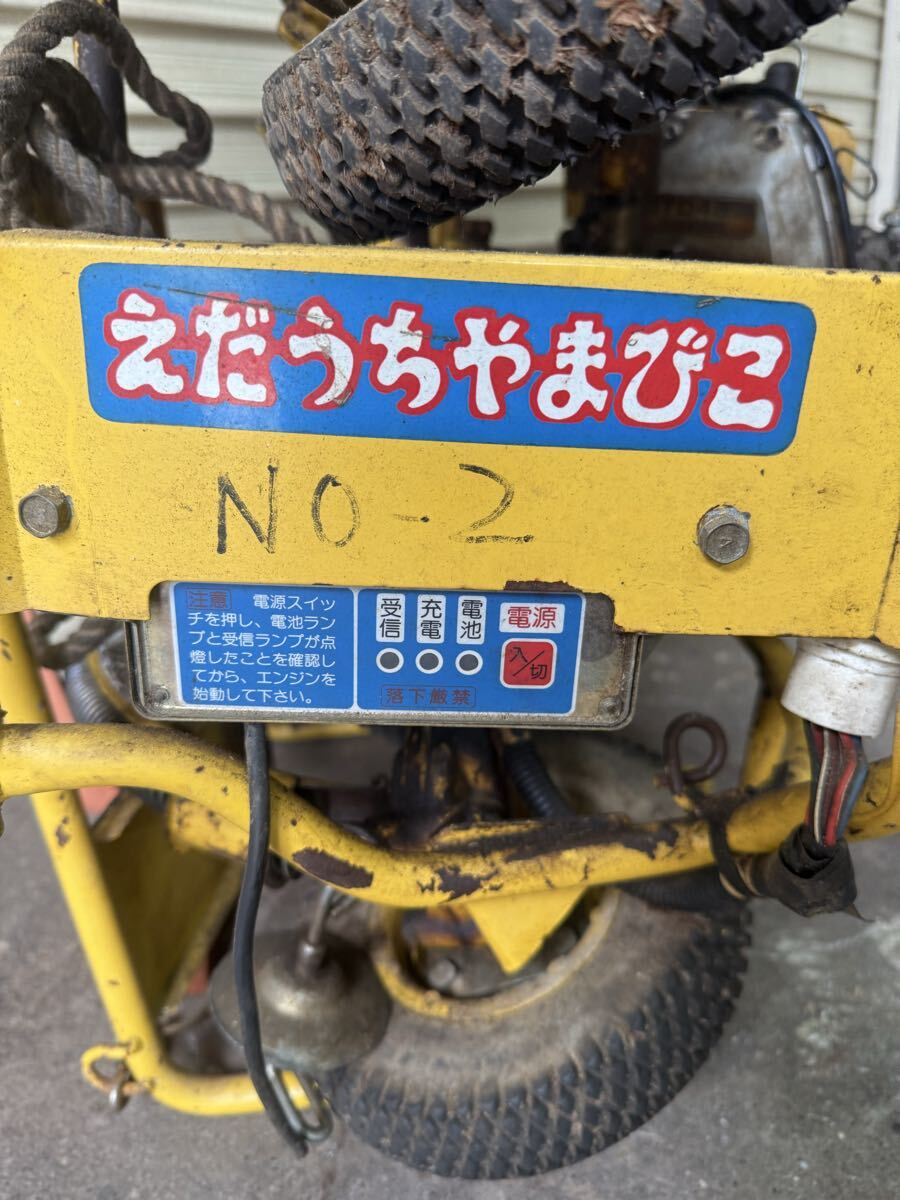 えだうちやまびこ
NO-2
注意 電源スイッ
チを押し、電池ラン
プと受信ランプが点
燈したことを確認し
てから、エンジンを
始動して下さい。
受信 充電 電池 電源
入/切
落下厳禁